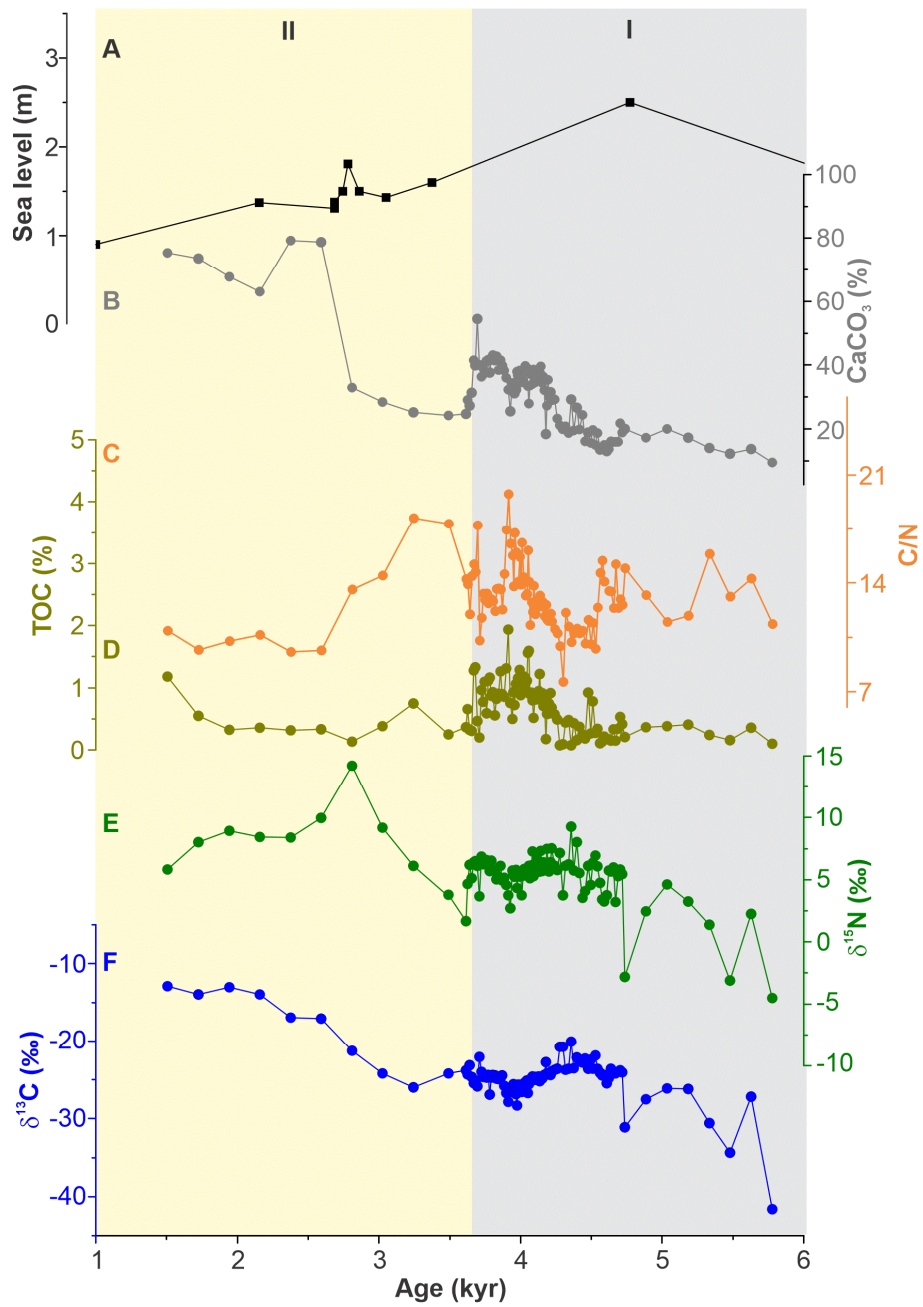 II
I
A
3
2
1
0
Sea level (m)
100
80
60
40
20
CaCO₃ (%)
B
C
5
4
3
2
1
0
TOC (%)
21
14
7
C/N
D
E
15
10
5
0
-5
-10
δ¹⁵N (‰)
F
-10
-20
-30
-40
δ¹³C (‰)
1 2 3 4 5 6
Age (kyr)